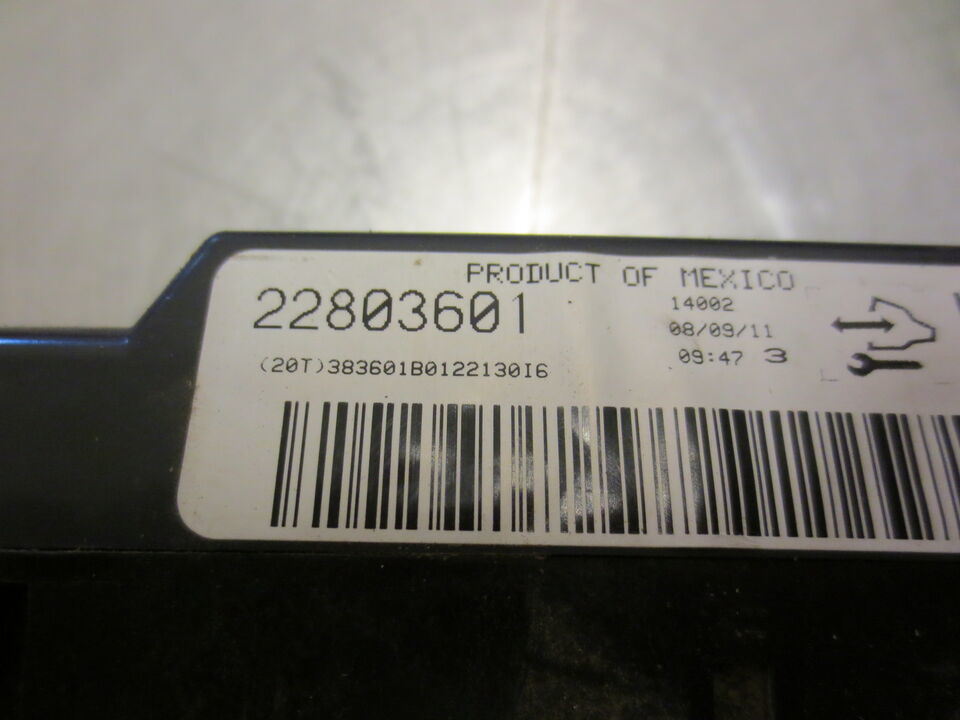 PRODUCT OF MEXICO
22803601
14002
08/09/11
09:47 3
(20T)383601B0122130I6